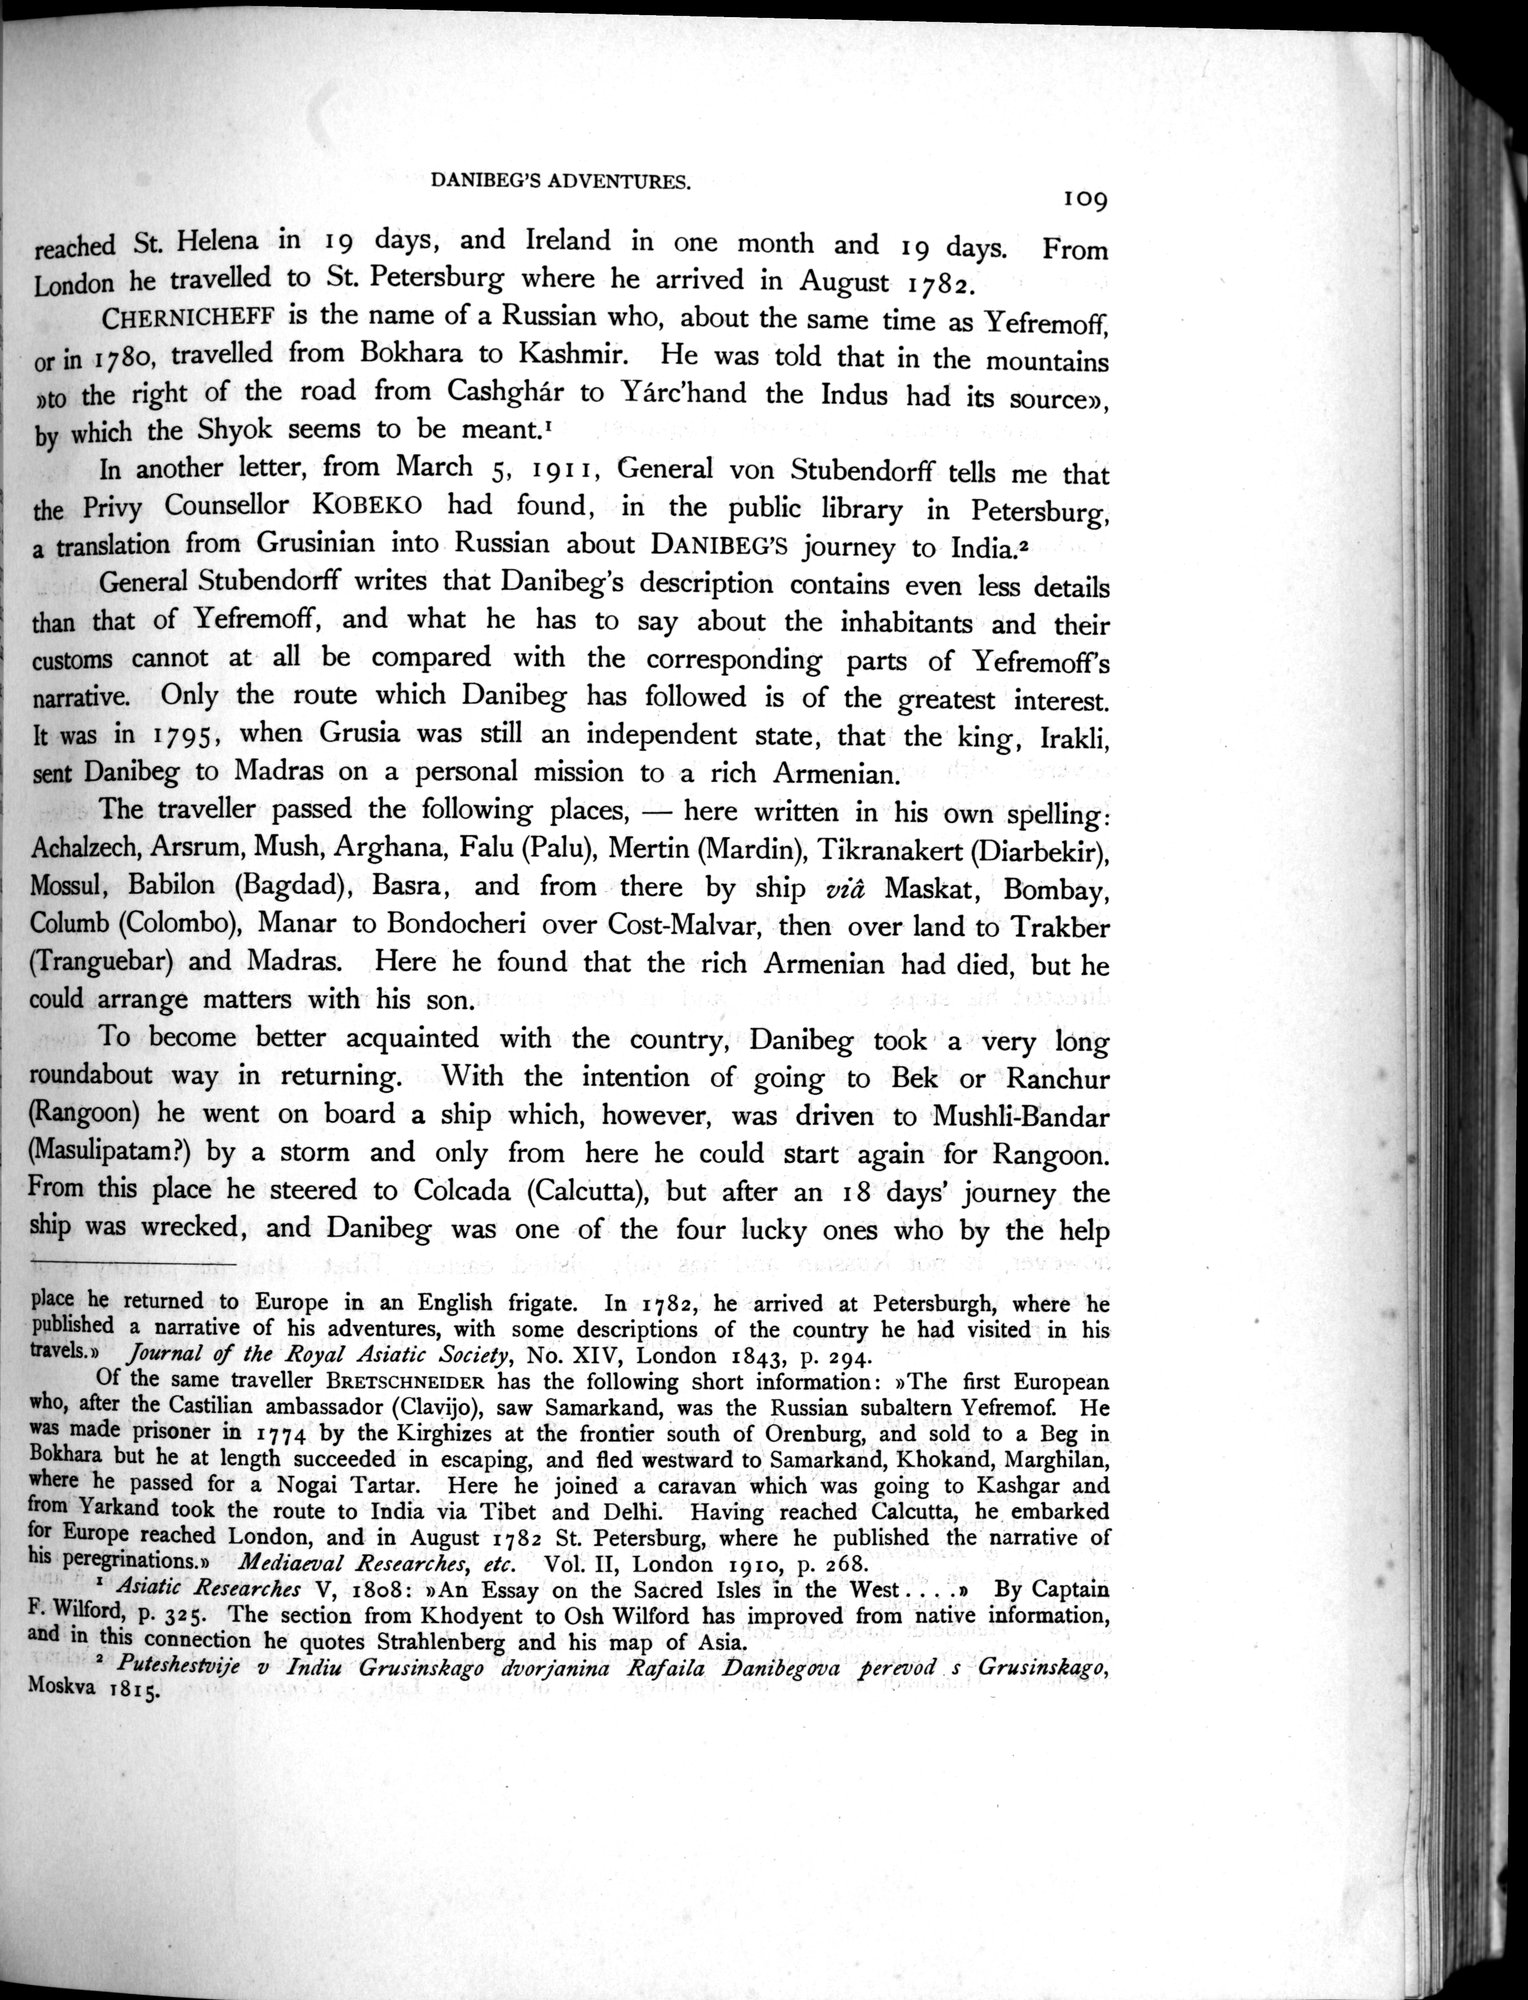 DANIBEG'S ADVENTURES.
109
reached St. Helena in 19 days, and Ireland in one month and 19 days. From
London he travelled to St. Petersburg where he arrived in August 1782.
CHERNICHEFF is the name of a Russian who, about the same time as Yefremoff,
or in 1780, travelled from Bokhara to Kashmir. He was told that in the mountains
»to the right of the road from Cashghár to Yárc'hand the Indus had its source»,
by which the Shyok seems to be meant.¹
In another letter, from March 5, 1911, General von Stubendorff tells me that
the Privy Counsellor KOBEKO had found, in the public library in Petersburg,
a translation from Grusinian into Russian about DANIBEG'S journey to India.²
General Stubendorff writes that Danibeg's description contains even less details
than that of Yefremoff, and what he has to say about the inhabitants and their
customs cannot at all be compared with the corresponding parts of Yefremoff's
narrative. Only the route which Danibeg has followed is of the greatest interest.
It was in 1795, when Grusia was still an independent state, that the king, Irakli,
sent Danibeg to Madras on a personal mission to a rich Armenian.
The traveller passed the following places, — here written in his own spelling:
Achalzech, Arsrum, Mush, Arghana, Falu (Palu), Mertin (Mardin), Tikranakert (Diarbekir),
Mossul, Babilon (Bagdad), Basra, and from there by ship viâ Maskat, Bombay,
Columb (Colombo), Manar to Bondocheri over Cost-Malvar, then over land to Trakber
(Tranguebar) and Madras. Here he found that the rich Armenian had died, but he
could arrange matters with his son.
To become better acquainted with the country, Danibeg took a very long
roundabout way in returning. With the intention of going to Bek or Ranchur
(Rangoon) he went on board a ship which, however, was driven to Mushli-Bandar
(Masulipatam?) by a storm and only from here he could start again for Rangoon.
From this place he steered to Colcada (Calcutta), but after an 18 days' journey the
ship was wrecked, and Danibeg was one of the four lucky ones who by the help
place he returned to Europe in an English frigate. In 1782, he arrived at Petersburgh, where he
published a narrative of his adventures, with some descriptions of the country he had visited in his
travels.» Journal of the Royal Asiatic Society, No. XIV, London 1843, p. 294.
Of the same traveller BRETSCHNEIDER has the following short information: »The first European
who, after the Castilian ambassador (Clavijo), saw Samarkand, was the Russian subaltern Yefremof. He
was made prisoner in 1774 by the Kirghizes at the frontier south of Orenburg, and sold to a Beg in
Bokhara but he at length succeeded in escaping, and fled westward to Samarkand, Khokand, Marghilan,
where he passed for a Nogai Tartar. Here he joined a caravan which was going to Kashgar and
from Yarkand took the route to India via Tibet and Delhi. Having reached Calcutta, he embarked
for Europe reached London, and in August 1782 St. Petersburg, where he published the narrative of
his peregrinations.» Mediaeval Researches, etc. Vol. II, London 1910, p. 268.
¹ Asiatic Researches V, 1808: »An Essay on the Sacred Isles in the West . . . .» By Captain
F. Wilford, p. 325. The section from Khodyent to Osh Wilford has improved from native information,
and in this connection he quotes Strahlenberg and his map of Asia.
² Puteshestvije v Indiu Grusinskago dvorjanina Rafaila Danibegova perevod s Grusinskago,
Moskva 1815.